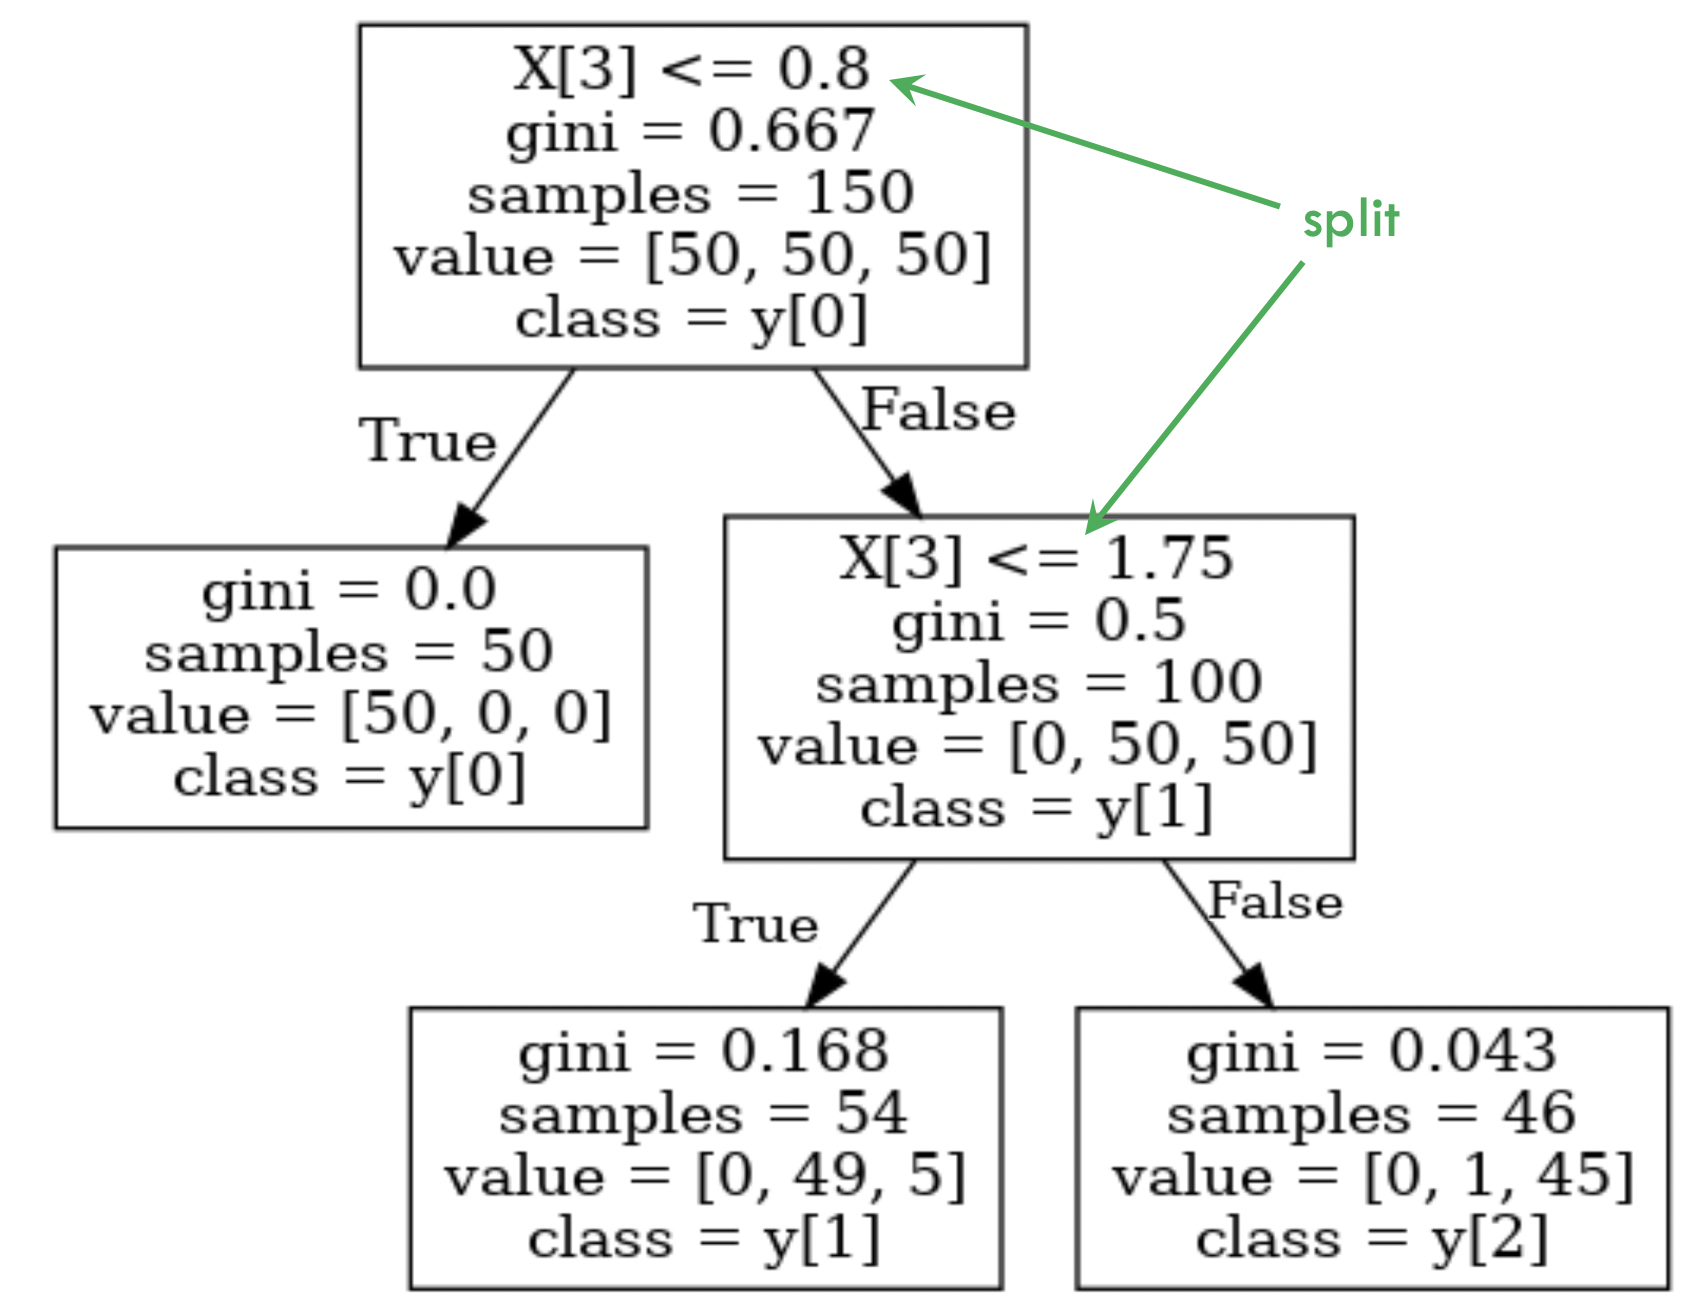 X[3] <= 0.8
gini = 0.667
samples = 150
value = [50, 50, 50]
class = y[0]
split
True
False
gini = 0.0
samples = 50
value = [50, 0, 0]
class = y[0]
X[3] <= 1.75
gini = 0.5
samples = 100
value = [0, 50, 50]
class = y[1]
True
False
gini = 0.168
samples = 54
value = [0, 49, 5]
class = y[1]
gini = 0.043
samples = 46
value = [0, 1, 45]
class = y[2]